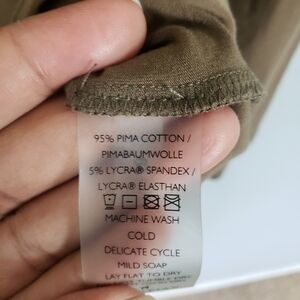 95% PIMA COTTON /
PIMABAUMWOLLE
5% LYCRA® SPANDEX /
LYCRA® ELASTHAN
MACHINE WASH
COLD
DELICATE CYCLE
MILD SOAP
LAY FLAT TO DRY